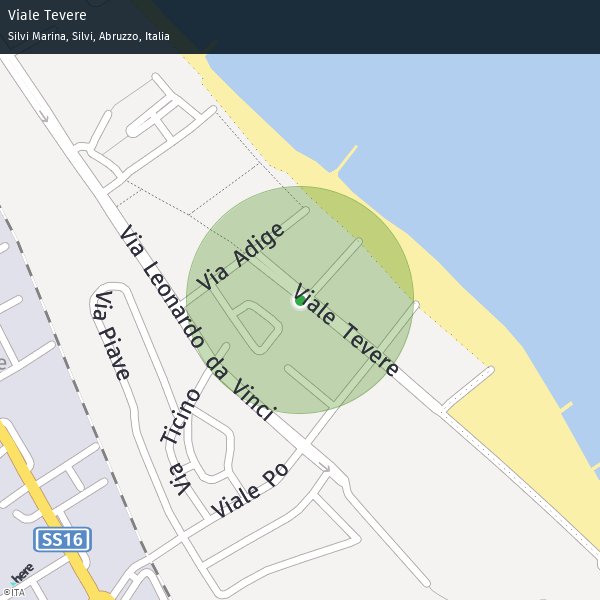 Viale Tevere
Silvi Marina, Silvi, Abruzzo, Italia
Via Adige
Via Leonardo da Vinci
Viale Tevere
Via Piave
Via Ticino
Viale Po
SS16
here
©ITA